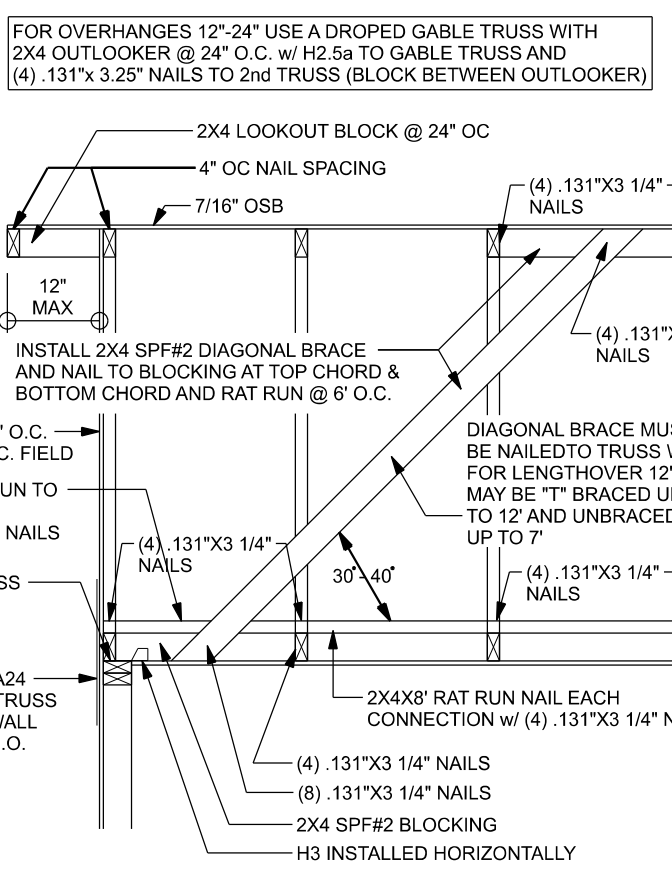 FOR OVERHANGES 12"-24" USE A DROPED GABLE TRUSS WITH
2X4 OUTLOOKER @ 24" O.C. w/ H2.5a TO GABLE TRUSS AND
(4) .131"x 3.25" NAILS TO 2nd TRUSS (BLOCK BETWEEN OUTLOOKER)
2X4 LOOKOUT BLOCK @ 24" OC
4" OC NAIL SPACING
7/16" OSB
(4) .131"X3 1/4"
NAILS
12"
MAX
(4) .131"X
NAILS
INSTALL 2X4 SPF#2 DIAGONAL BRACE
AND NAIL TO BLOCKING AT TOP CHORD &
BOTTOM CHORD AND RAT RUN @ 6' O.C.
" O.C.
C. FIELD
DIAGONAL BRACE MUS
BE NAILEDTO TRUSS W
FOR LENGTHOVER 12'
MAY BE "T" BRACED U
TO 12' AND UNBRACED
UP TO 7'
UN TO
NAILS
(4) .131"X3 1/4"
NAILS
30°-40°
(4) .131"X3 1/4"
NAILS
SS
A24
TRUSS
WALL
.O.
2X4X8' RAT RUN NAIL EACH
CONNECTION w/ (4) .131"X3 1/4" N
(4) .131"X3 1/4" NAILS
(8) .131"X3 1/4" NAILS
2X4 SPF#2 BLOCKING
H3 INSTALLED HORIZONTALLY